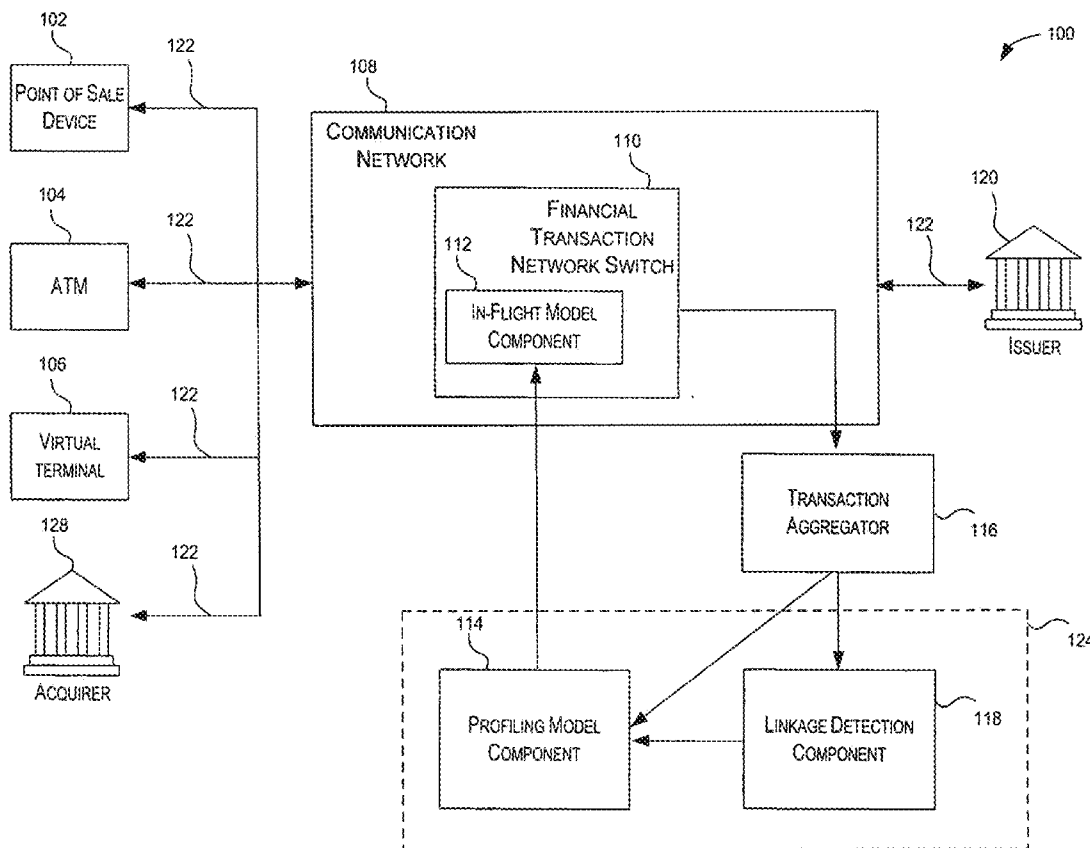 102
122
POINT OF SALE
DEVICE
100
108
COMMUNICATION
NETWORK
110
FINANCIAL
TRANSACTION
NETWORK SWITCH
112
IN-FLIGHT MODEL
COMPONENT
104
122
ATM
120
122
ISSUER
106
122
VIRTUAL
TERMINAL
128
122
ACQUIRER
TRANSACTION
AGGREGATOR
116
124
114
PROFILING MODEL
COMPONENT
LINKAGE DETECTION
COMPONENT
118